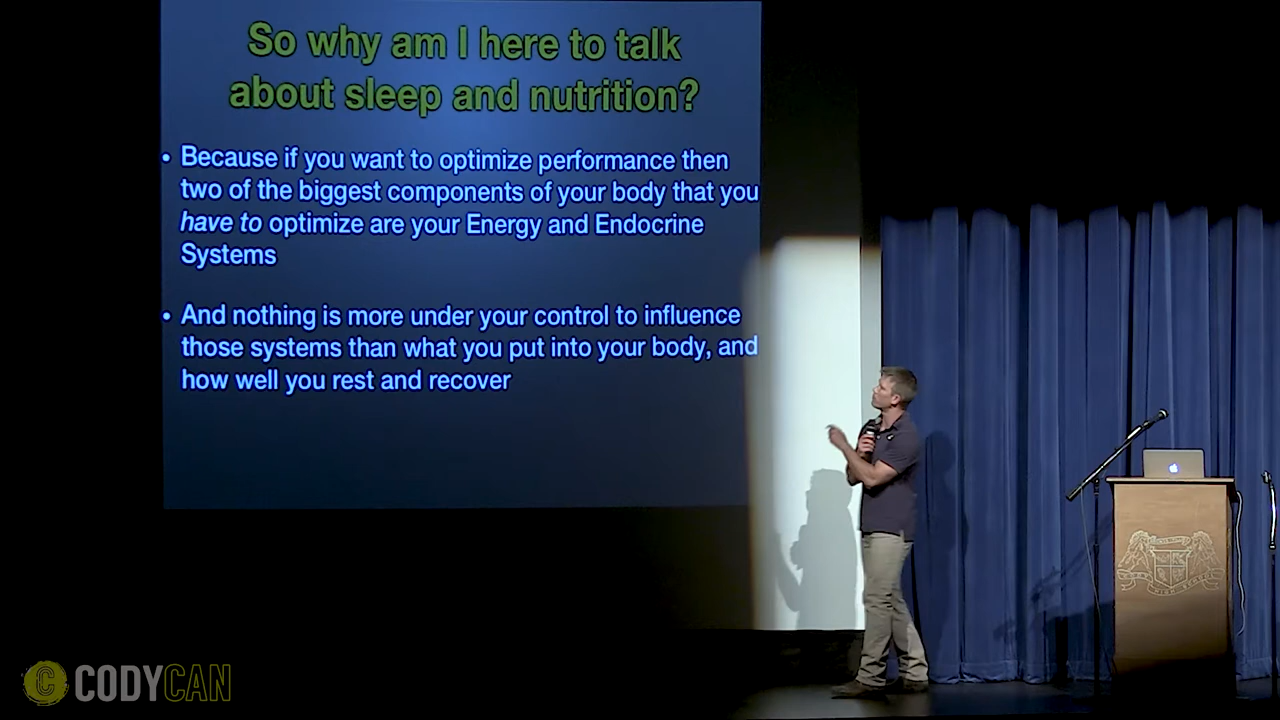 So why am I here to talk
about sleep and nutrition?
• Because if you want to optimize performance then
two of the biggest components of your body that you
have to optimize are your Energy and Endocrine
Systems
• And nothing is more under your control to influence
those systems than what you put into your body, and
how well you rest and recover
HIGH SCHOOL
C CODYCAN